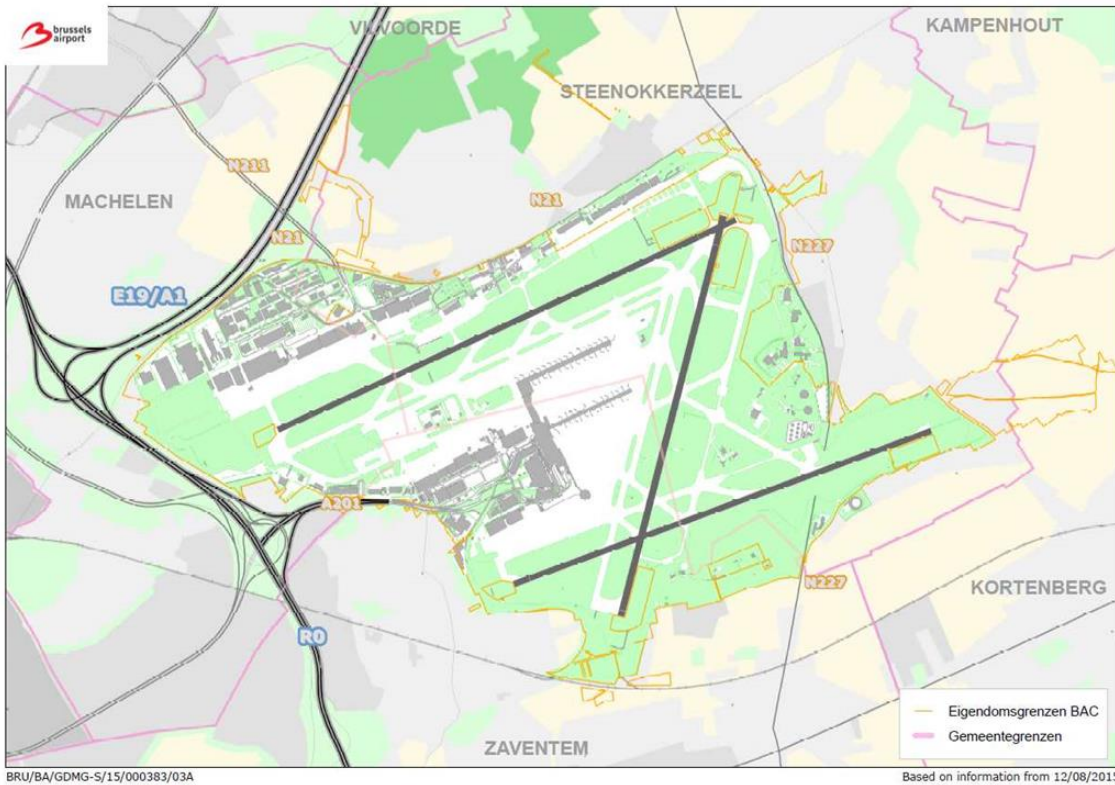 brussels
airport
VILVOORDE
KAMPENHOUT
STEENOKKERZEEL
N211
MACHELEN
N21
N21
N227
E19/A1
A201
N227
KORTENBERG
R0
Eigendomsgrenzen BAC
Gemeentegrenzen
ZAVENTEM
BRU/BA/GDMG-S/15/000383/03A
Based on information from 12/08/2015